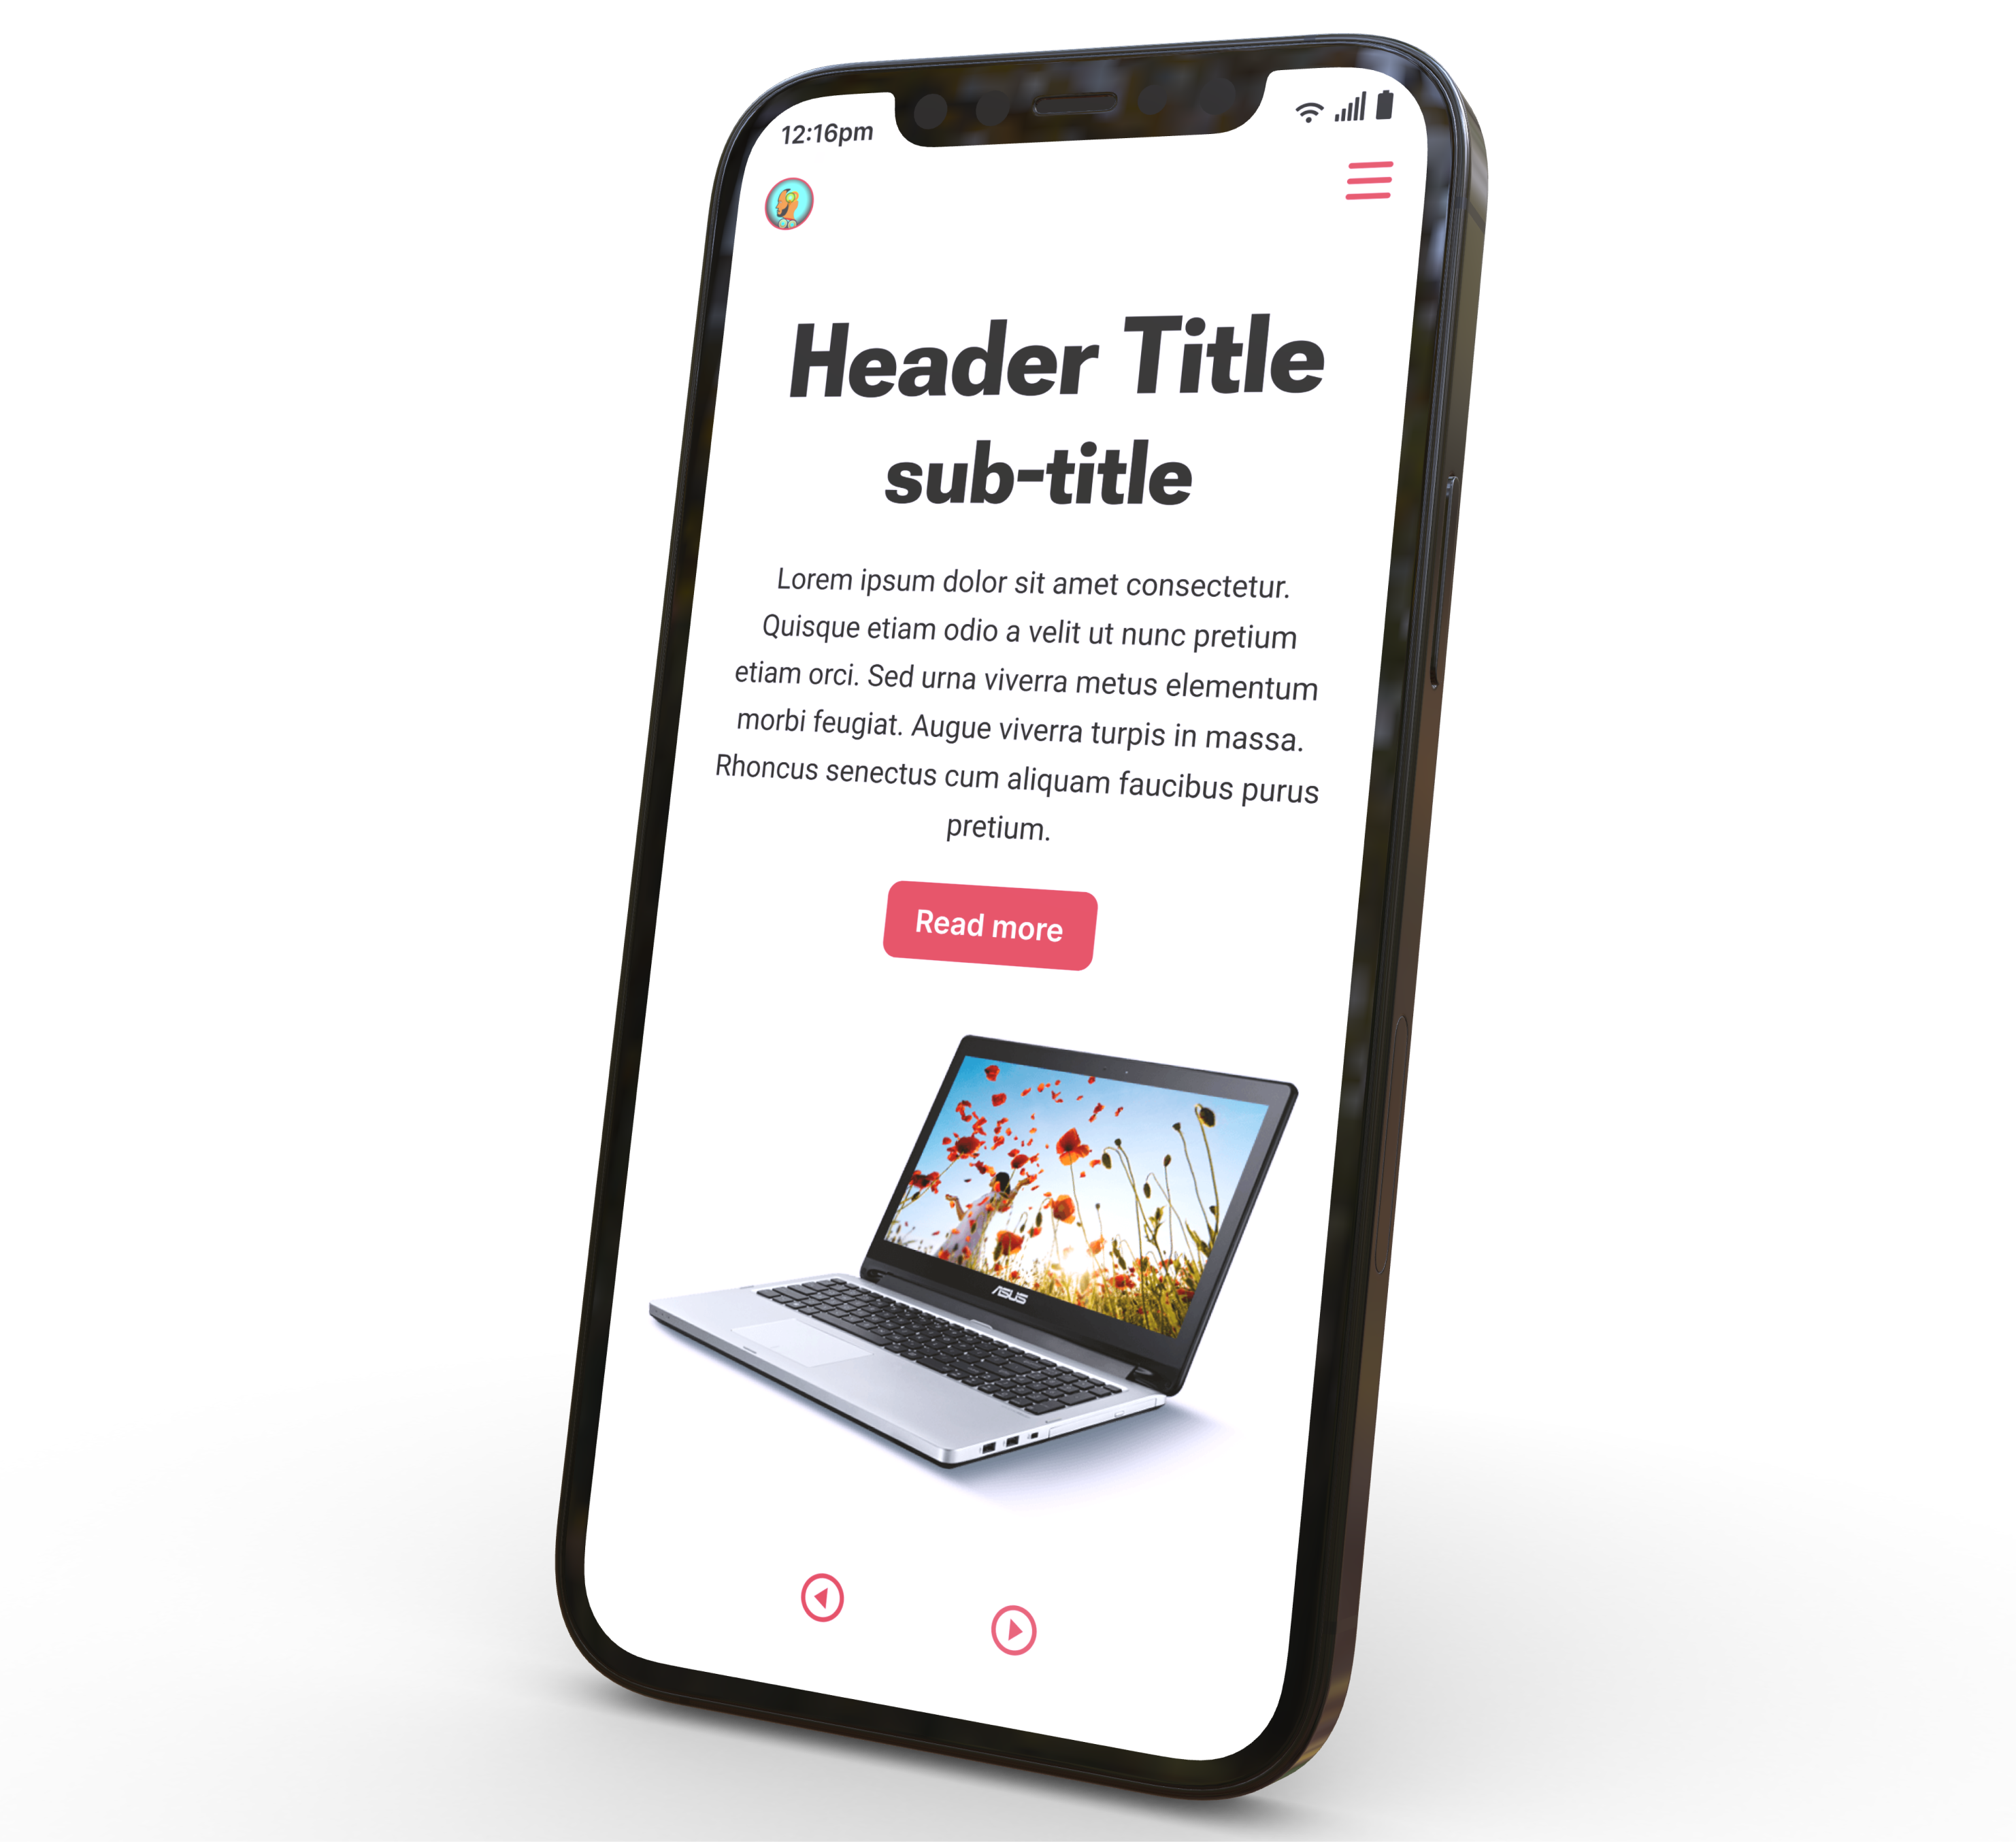 12:16pm
Header Title
sub-title
Lorem ipsum dolor sit amet consectetur.
Quisque etiam odio a velit ut nunc pretium
etiam orci. Sed urna viverra metus elementum
morbi feugiat. Augue viverra turpis in massa.
Rhoncus senectus cum aliquam faucibus purus
pretium.
Read more
ASUS